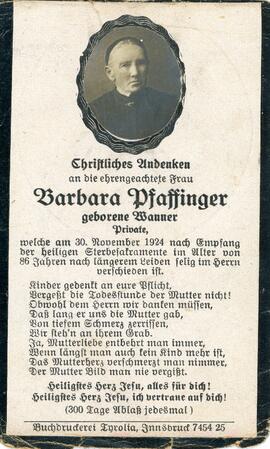 Christliches Andenken
an die ehrengeachtete Frau
Barbara Pfaffinger
geborene Wanner
Private,
welche am 30. November 1924 nach Empfang
der heiligen Sterbesakramente im Alter von
86 Jahren nach längerem Leiden selig im Herrn
verschieden ist.
Kinder gedenkt an eure Pflicht,
Vergeßt die Todesstunde der Mutter nicht!
Obwohl dem Herrn wir danken müssen,
Daß lang er uns die Mutter gab,
Von tiefem Schmerz zerrissen,
Wir steh'n an ihrem Grab.
Ja, Mutterliebe entbehrt man immer,
Wenn längst man auch kein Kind mehr ist,
Das Mutterherz verschmerzt man nimmer,
Der Mutter Bild man nie vergißt.
Heiligstes Herz Jesu, alles für dich!
Heiligstes Herz Jesu, ich vertraue auf dich!
(300 Tage Ablaß jedesmal)
Buchdruckerei Tyrolia, Innsbruck 7454 25